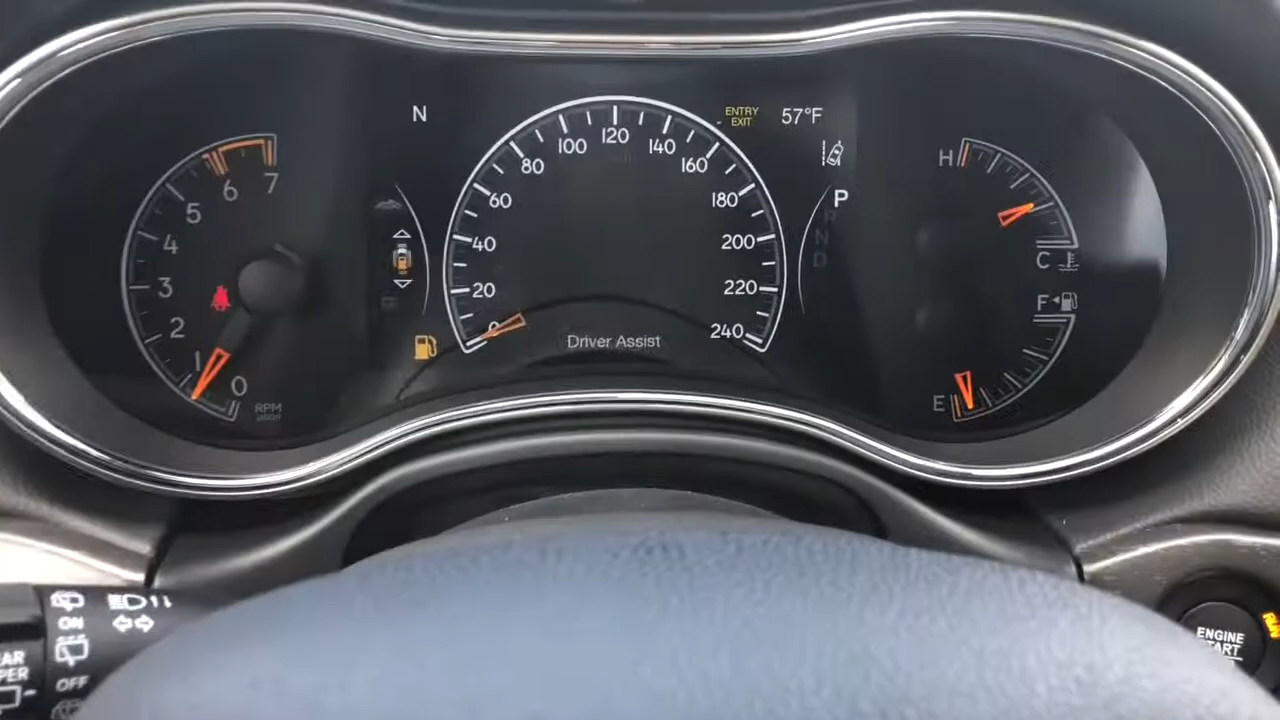 N
ENTRY
EXIT
57°F
7
6
5
4
3
2
1
0
RPM
0
20
40
60
80
100
120
140
160
180
200
220
240
Driver Assist
P
R
N
D
H
C
F
E
ON
OFF
ENGINE
START